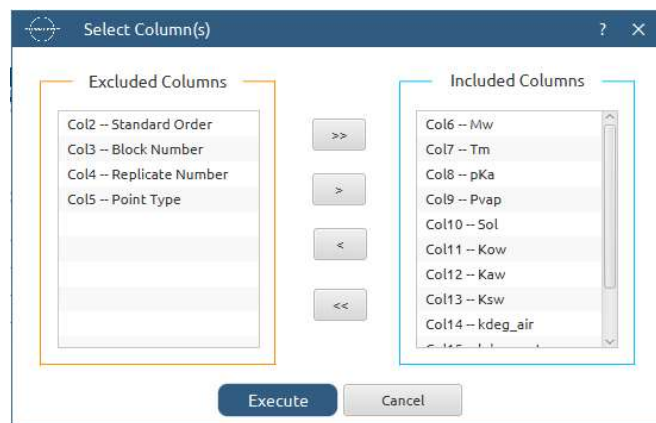 Select Column(s)
? ×
Excluded Columns
Col2 -- Standard Order
Col3 -- Block Number
Col4 -- Replicate Number
Col5 -- Point Type
>>
>
<
<<
Included Columns
Col6 -- Mw
Col7 -- Tm
Col8 -- pKa
Col9 -- Pvap
Col10 -- Sol
Col11 -- Kow
Col12 -- Kaw
Col13 -- Ksw
Col14 -- kdeg_air
Execute
Cancel